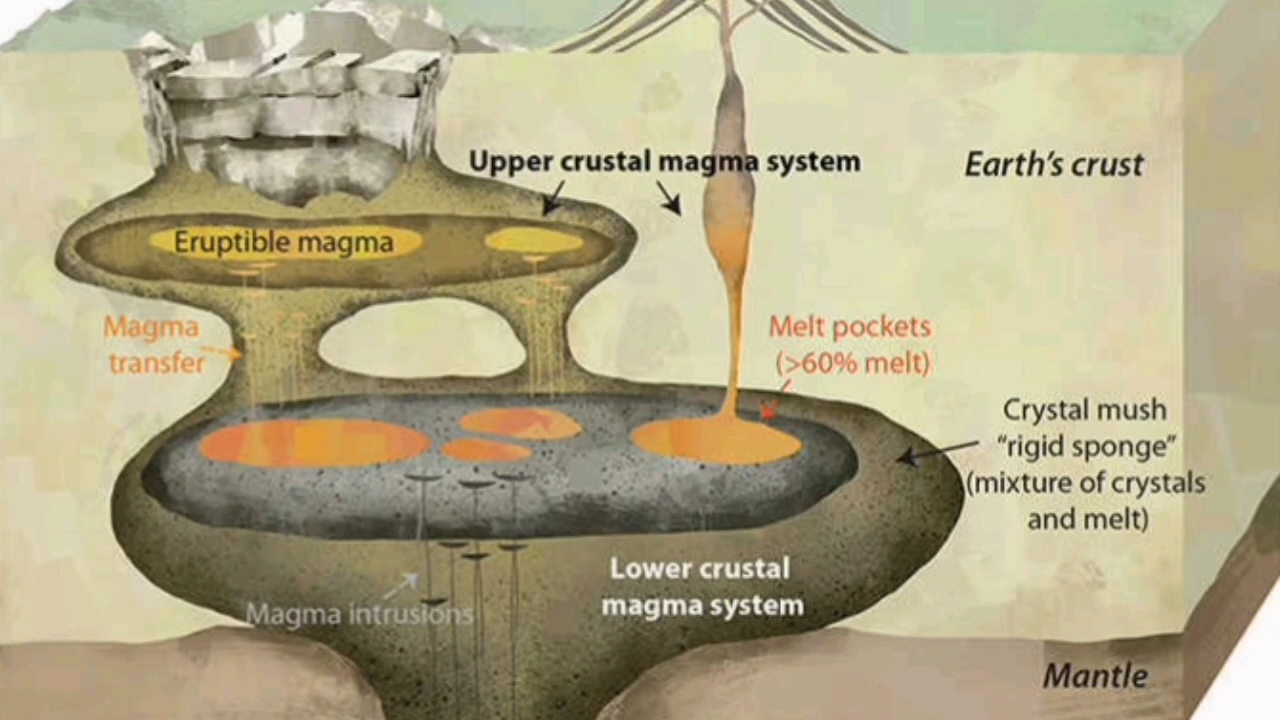 Upper crustal magma system
Earth's crust
Eruptible magma
Magma
transfer
Melt pockets
(>60% melt)
Crystal mush
“rigid sponge”
(mixture of crystals
and melt)
Lower crustal
magma system
Magma intrusions
Mantle